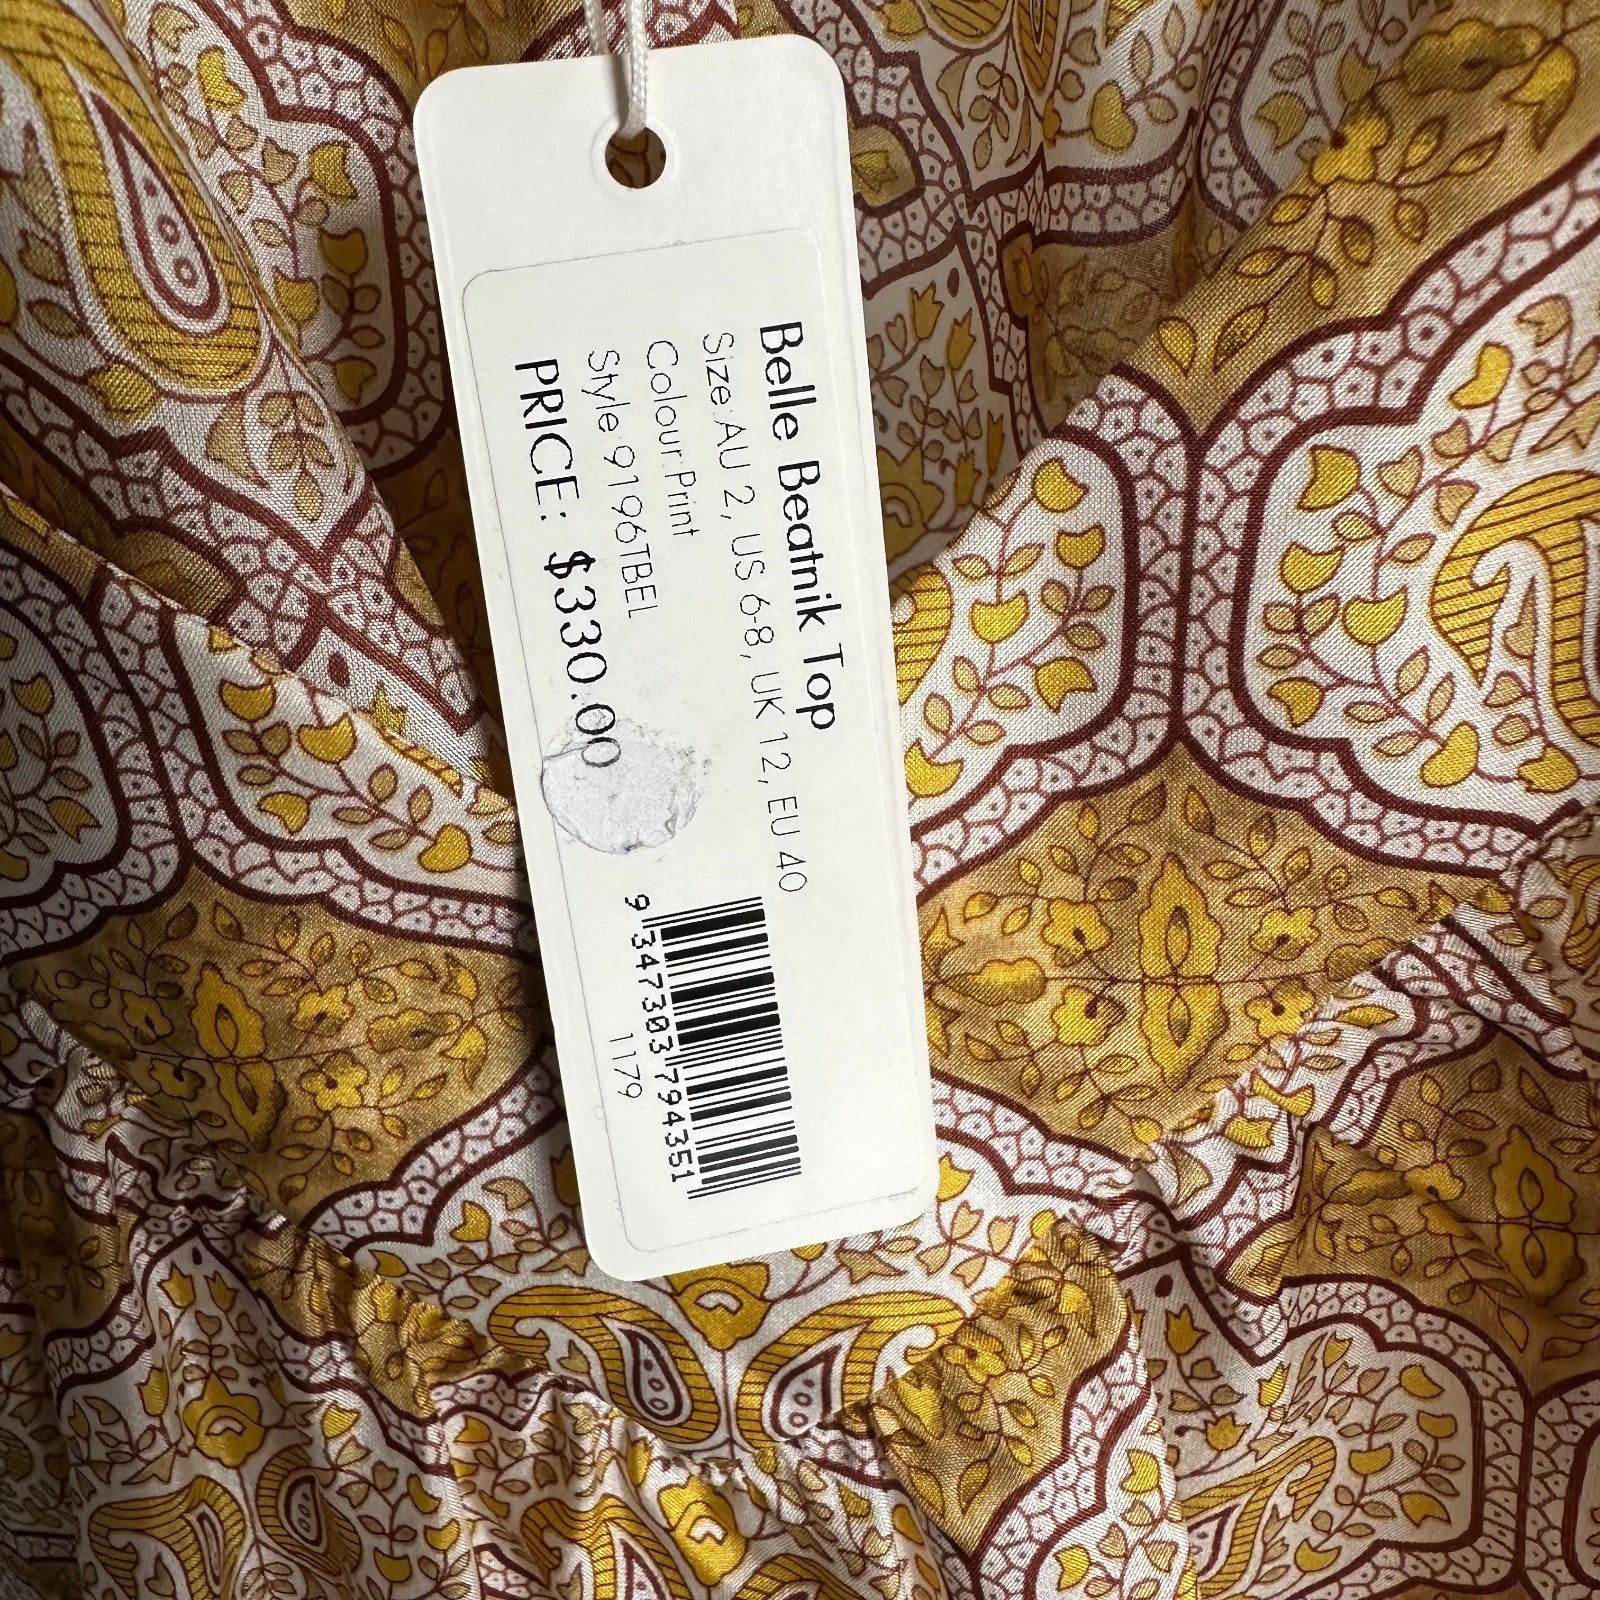 Belle Beatnik Top
Size: AU 2, US 6-8, UK 12, EU 40
Colour: Print
Style: 9196TBEL
PRICE: $330.00
9 347303 794351
1179